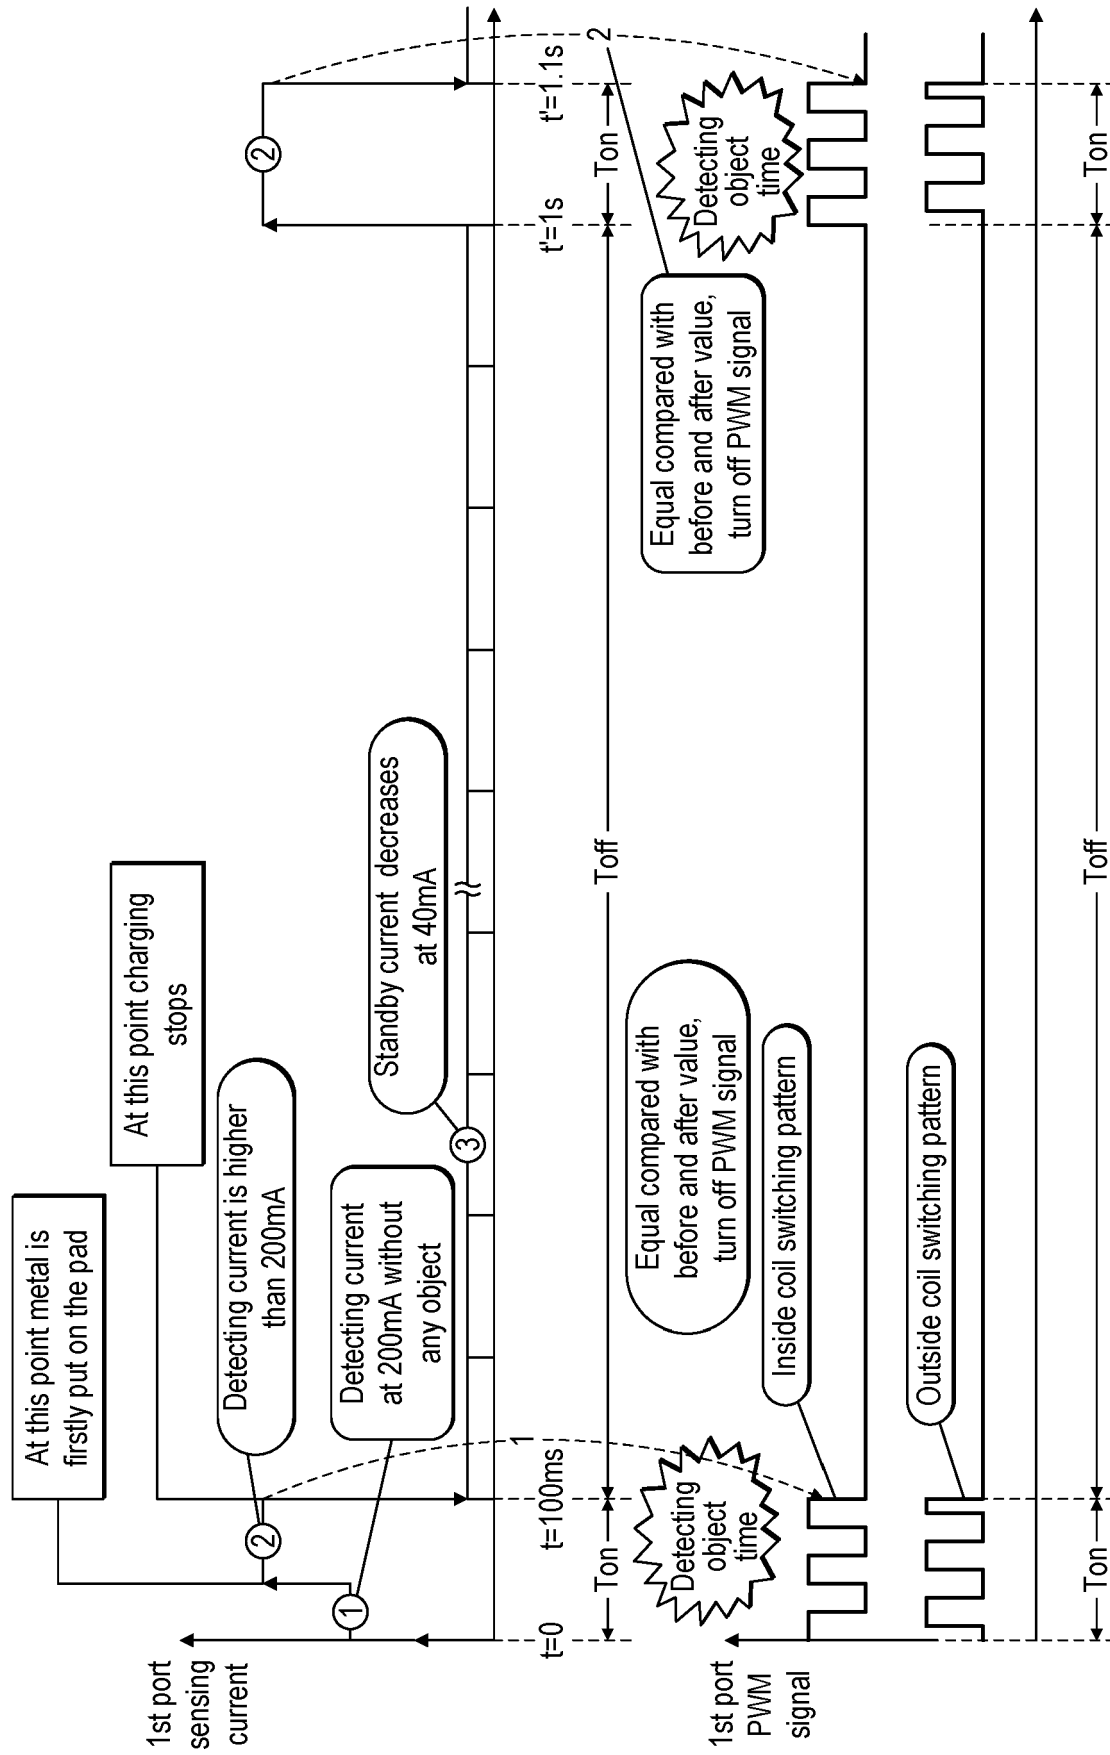 1st port
sensing
current
At this point metal is
firstly put on the pad
At this point charging
stops
Detecting current is higher
than 200mA
Detecting current
at 200mA without
any object
Standby current decreases
at 40mA
1
2
3
2
t=0
t=100ms
t'=1s
t'=1.1s
1
2
Ton
Toff
Ton
Detecting
object
time
Equal compared with
before and after value,
turn off PWM signal
Equal compared with
before and after value,
turn off PWM signal
Detecting
object
time
1st port
PWM
signal
Inside coil switching pattern
Outside coil switching pattern
Ton
Toff
Ton